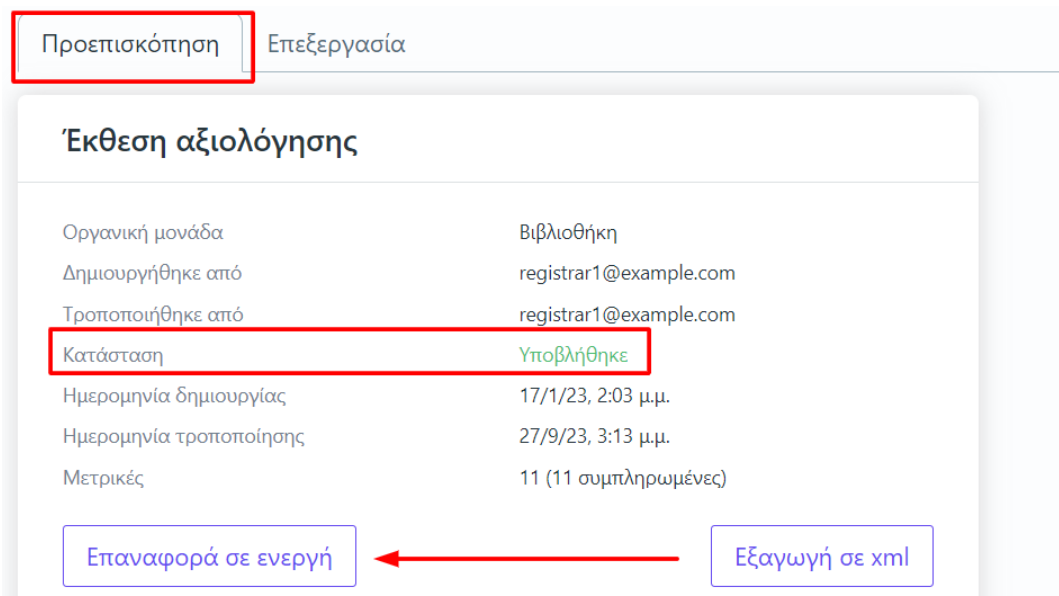 Προεπισκόπηση Επεξεργασία
Έκθεση αξιολόγησης
Οργανική μονάδα Βιβλιοθήκη
Δημιουργήθηκε από registrar1@example.com
Τροποποιήθηκε από registrar1@example.com
Κατάσταση Υποβλήθηκε
Ημερομηνία δημιουργίας 17/1/23, 2:03 μ.μ.
Ημερομηνία τροποποίησης 27/9/23, 3:13 μ.μ.
Μετρικές 11 (11 συμπληρωμένες)
Επαναφορά σε ενεργή Εξαγωγή σε xml